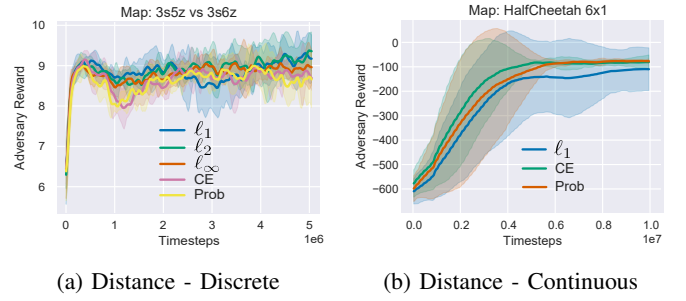 Map: 3s5z vs 3s6z
Adversary Reward
10
9
8
7
6
ℓ1
ℓ2
ℓ∞
CE
Prob
0
1
2
3
4
5
1e6
Timesteps
(a) Distance - Discrete
Map: HalfCheetah 6x1
Adversary Reward
0
−100
−200
−300
−400
−500
−600
ℓ1
CE
Prob
0.0
0.2
0.4
0.6
0.8
1.0
1e7
Timesteps
(b) Distance - Continuous